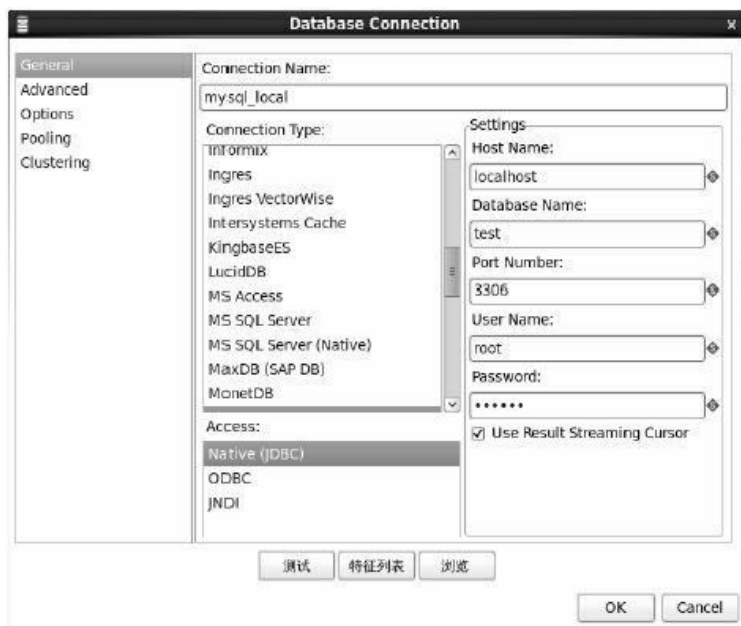 Database Connection
General
Advanced
Options
Pooling
Clustering
Connection Name:
mysql_local
Connection Type:
Informix
Ingres
Ingres VectorWise
Intersystems Cache
KingbaseES
LucidDB
MS Access
MS SQL Server
MS SQL Server (Native)
MaxDB (SAP DB)
MonetDB
Access:
Native (JDBC)
ODBC
JNDI
Settings
Host Name:
localhost
Database Name:
test
Port Number:
3306
User Name:
root
Password:
••••••
Use Result Streaming Cursor
测试 特征列表 浏览
OK Cancel